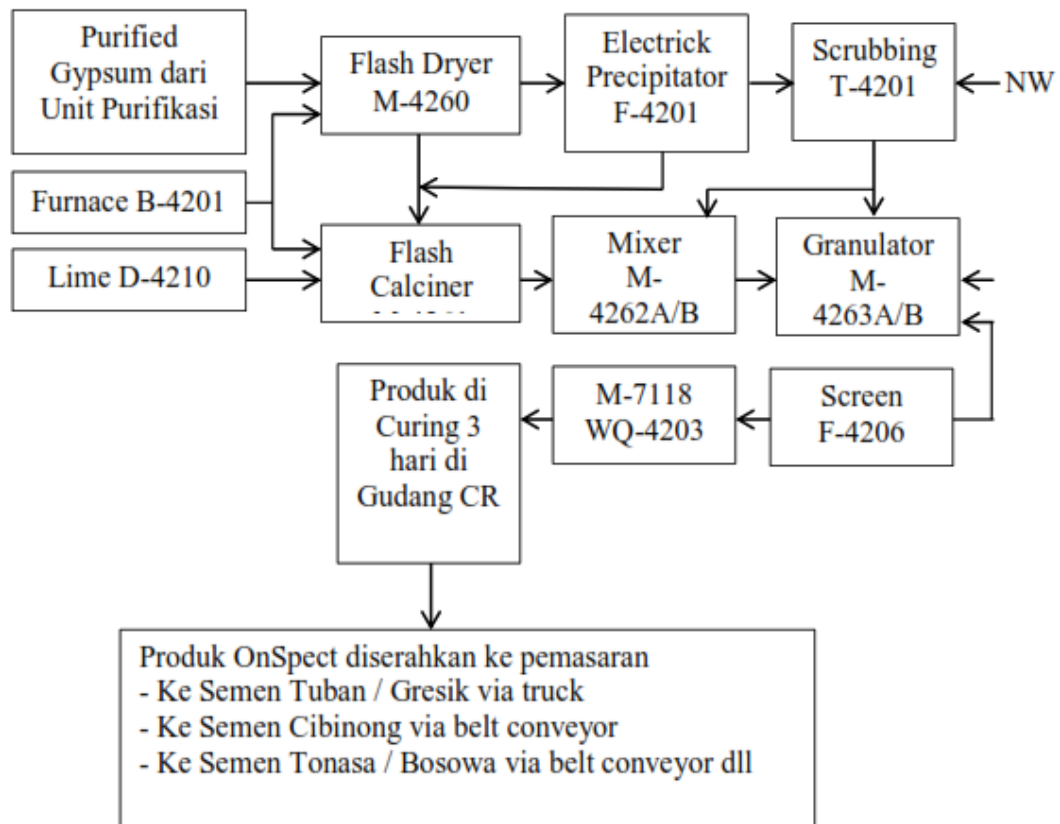 Purified
Gypsum dari
Unit Purifikasi
Flash Dryer
M-4260
Electrick
Precipitator
F-4201
Scrubbing
T-4201
NW
Furnace B-4201
Lime D-4210
Flash
Calciner
Mixer
M-
4262A/B
Granulator
M-
4263A/B
Produk di
Curing 3
hari di
Gudang CR
M-7118
WQ-4203
Screen
F-4206
Produk OnSpect diserahkan ke pemasaran
- Ke Semen Tuban / Gresik via truck
- Ke Semen Cibinong via belt conveyor
- Ke Semen Tonasa / Bosowa via belt conveyor dll